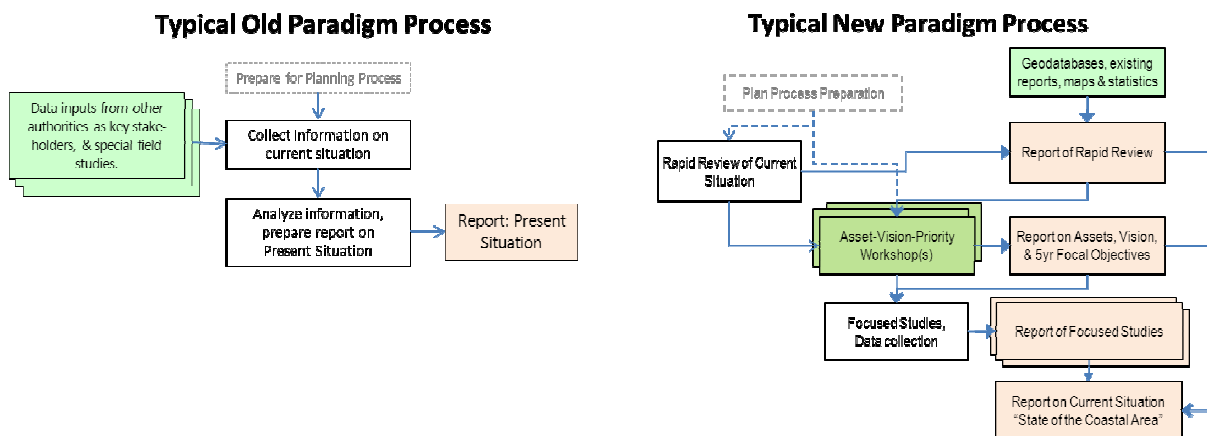 Typical Old Paradigm Process
Prepare for Planning Process
Data inputs from other
authorities as key stake-
holders, & special field
studies.
Collect Information on
current situation
Analyze information,
prepare report on
Present Situation
Report: Present
Situation
Typical New Paradigm Process
Plan Process Preparation
Geodatabases, existing
reports, maps & statistics
Rapid Review of Current
Situation
Report of Rapid Review
Asset-Vision-Priority
Workshop(s)
Report on Assets, Vision,
& 5yr Focal Objectives
Focused Studies,
Data collection
Report of Focused Studies
Report on Current Situation
"State of the Coastal Area"